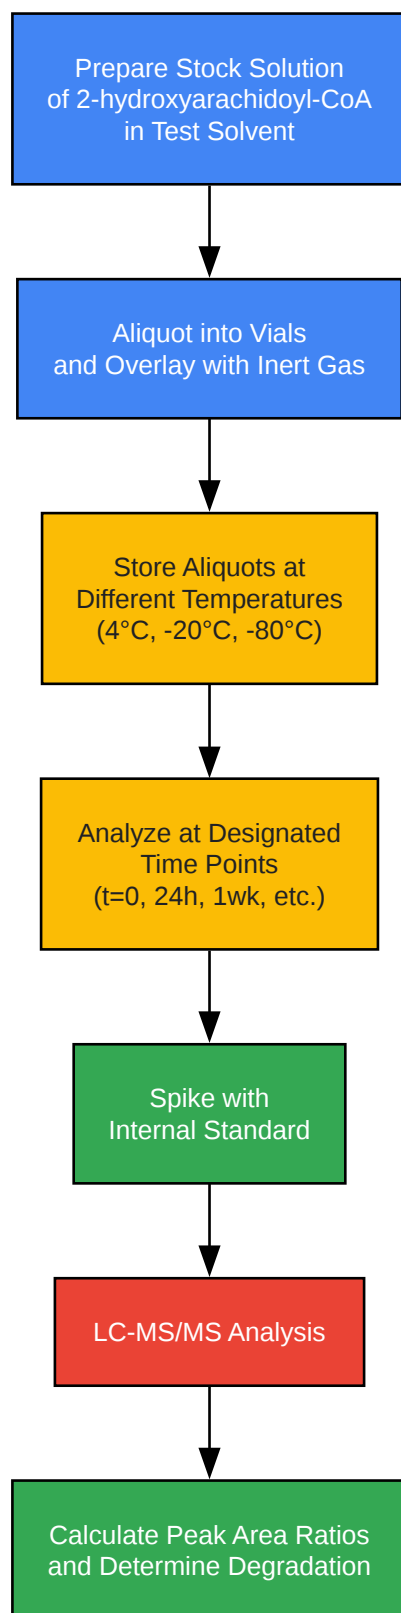 Prepare Stock Solution
of 2-hydroxyarachidoyl-CoA
in Test Solvent
Aliquot into Vials
and Overlay with Inert Gas
Store Aliquots at
Different Temperatures
(4°C, -20°C, -80°C)
Analyze at Designated
Time Points
(t=0, 24h, 1wk, etc.)
Spike with
Internal Standard
LC-MS/MS Analysis
Calculate Peak Area Ratios
and Determine Degradation